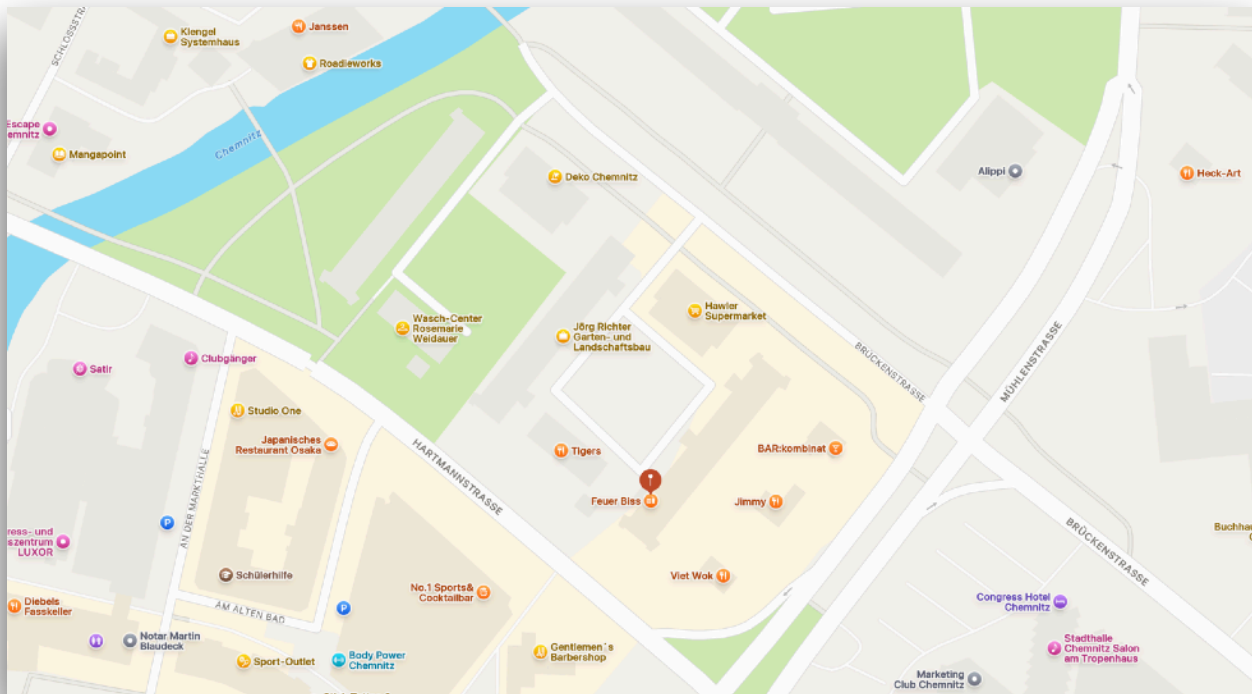 SCHLOSSSTR
Klengel
Systemhaus
Janssen
Roadieworks
Escape
emnitz
Mangapoint
Chemnitz
Deko Chemnitz
Alippi
Heck-Art
Wasch-Center
Rosemarie
Weidauer
Jörg Richter
Garten- und
Landschaftsbau
Hawler
Supermarket
BRÜCKENSTRASSE
MÜHLENSTRASSE
Satir
Clubgänger
Studio One
Japanisches
Restaurant Osaka
HARTMANNSTRASSE
Tigers
BAR:kombinat
Feuer Biss
Jimmy
AN DER MARKTHALLE
P
ress- und
szentrum
LUXOR
Buchhau
Schülerhilfe
Viet Wok
BRÜCKENSTRASSE
No.1 Sports&
Cocktailbar
Diebels
Fasskeller
AM ALTEN BAD
P
Congress Hotel
Chemnitz
Notar Martin
Blaudeck
Sport-Outlet
Body Power
Chemnitz
Gentlemen´s
Barbershop
Stadthalle
Chemnitz Salon
am Tropenhaus
Marketing
Club Chemnitz